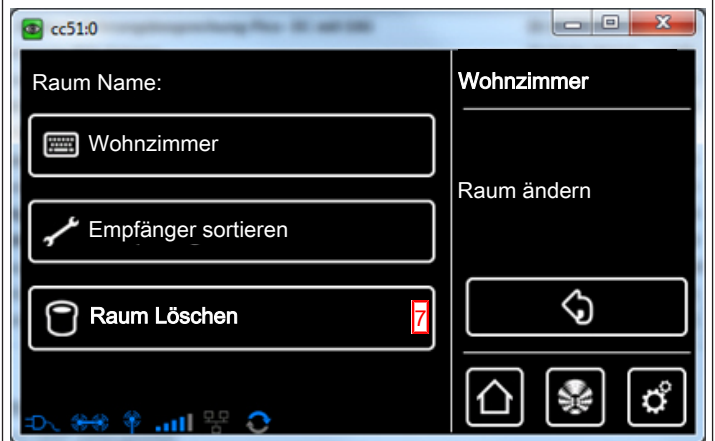 cc51:0
Raum Name:
Wohnzimmer
Empfänger sortieren
Raum Löschen 7
Wohnzimmer
Raum ändern